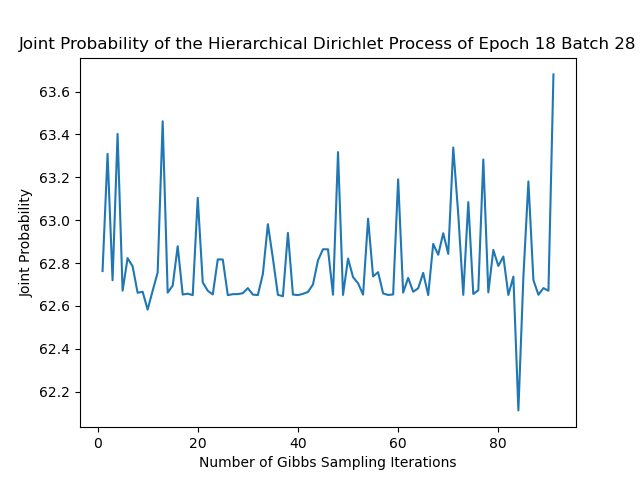 Joint Probability of the Hierarchical Dirichlet Process of Epoch 18 Batch 28
63.6
63.4
63.2
63.0
62.8
62.6
62.4
62.2
Joint Probability
0 20 40 60 80
Number of Gibbs Sampling Iterations